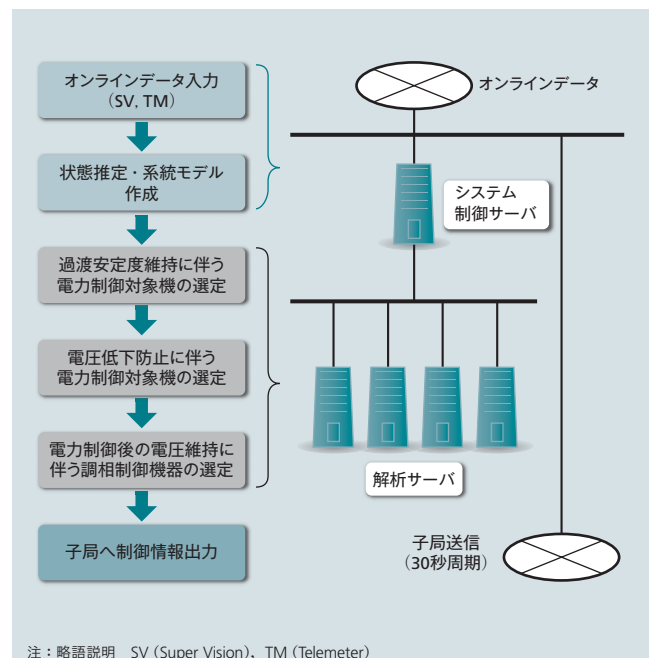 オンラインデータ入力
（SV, TM）
状態推定・系統モデル
作成
過渡安定度維持に伴う
電力制御対象機の選定
電圧低下防止に伴う
電力制御対象機の選定
電力制御後の電圧維持に
伴う調相制御機器の選定
子局へ制御情報出力
オンラインデータ
システム
制御サーバ
解析サーバ
子局送信
（30秒周期）
注：略語説明　SV（Super Vision），TM（Telemeter）